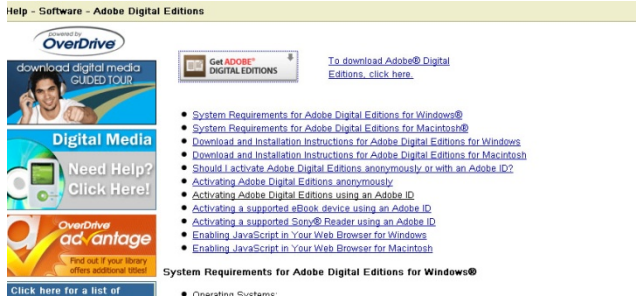 Help - Software - Adobe Digital Editions
powered by
OverDrive®
download digital media
GUIDED TOUR
Get ADOBE®
DIGITAL EDITIONS
To download Adobe® Digital
Editions, click here.
System Requirements for Adobe Digital Editions for Windows®
System Requirements for Adobe Digital Editions for Macintosh®
Download and Installation Instructions for Adobe Digital Editions for Windows
Download and Installation Instructions for Adobe Digital Editions for Macintosh
Should I activate Adobe Digital Editions anonymously or with an Adobe ID?
Activating Adobe Digital Editions anonymously
Activating Adobe Digital Editions using an Adobe ID
Activating a supported eBook device using an Adobe ID
Activating a supported Sony® Reader using an Adobe ID
Enabling JavaScript in Your Web Browser for Windows
Enabling JavaScript in Your Web Browser for Macintosh
Digital Media
Need Help?
Click Here!
OverDrive
advantage
Find out if your library
offers additional titles!
Click here for a list of
System Requirements for Adobe Digital Editions for Windows®
Operating Systems: